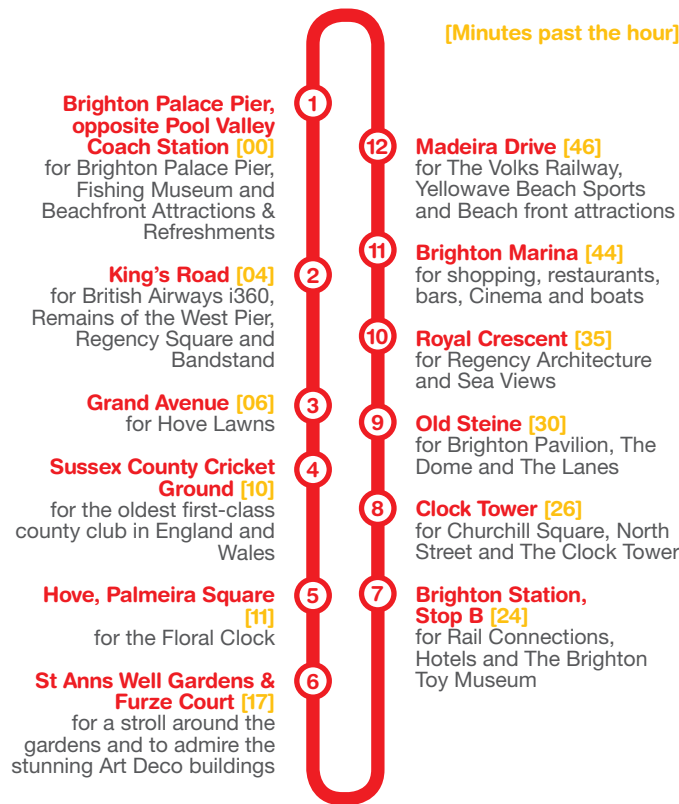 [Minutes past the hour]
1
Brighton Palace Pier,
opposite Pool Valley
Coach Station [00]
for Brighton Palace Pier,
Fishing Museum and
Beachfront Attractions &
Refreshments
2
King's Road [04]
for British Airways i360,
Remains of the West Pier,
Regency Square and
Bandstand
3
Grand Avenue [06]
for Hove Lawns
4
Sussex County Cricket
Ground [10]
for the oldest first-class
county club in England and
Wales
5
Hove, Palmeira Square
[11]
for the Floral Clock
6
St Anns Well Gardens &
Furze Court [17]
for a stroll around the
gardens and to admire the
stunning Art Deco buildings
12
Madeira Drive [46]
for The Volks Railway,
Yellowave Beach Sports
and Beach front attractions
11
Brighton Marina [44]
for shopping, restaurants,
bars, Cinema and boats
10
Royal Crescent [35]
for Regency Architecture
and Sea Views
9
Old Steine [30]
for Brighton Pavilion, The
Dome and The Lanes
8
Clock Tower [26]
for Churchill Square, North
Street and The Clock Tower
7
Brighton Station,
Stop B [24]
for Rail Connections,
Hotels and The Brighton
Toy Museum